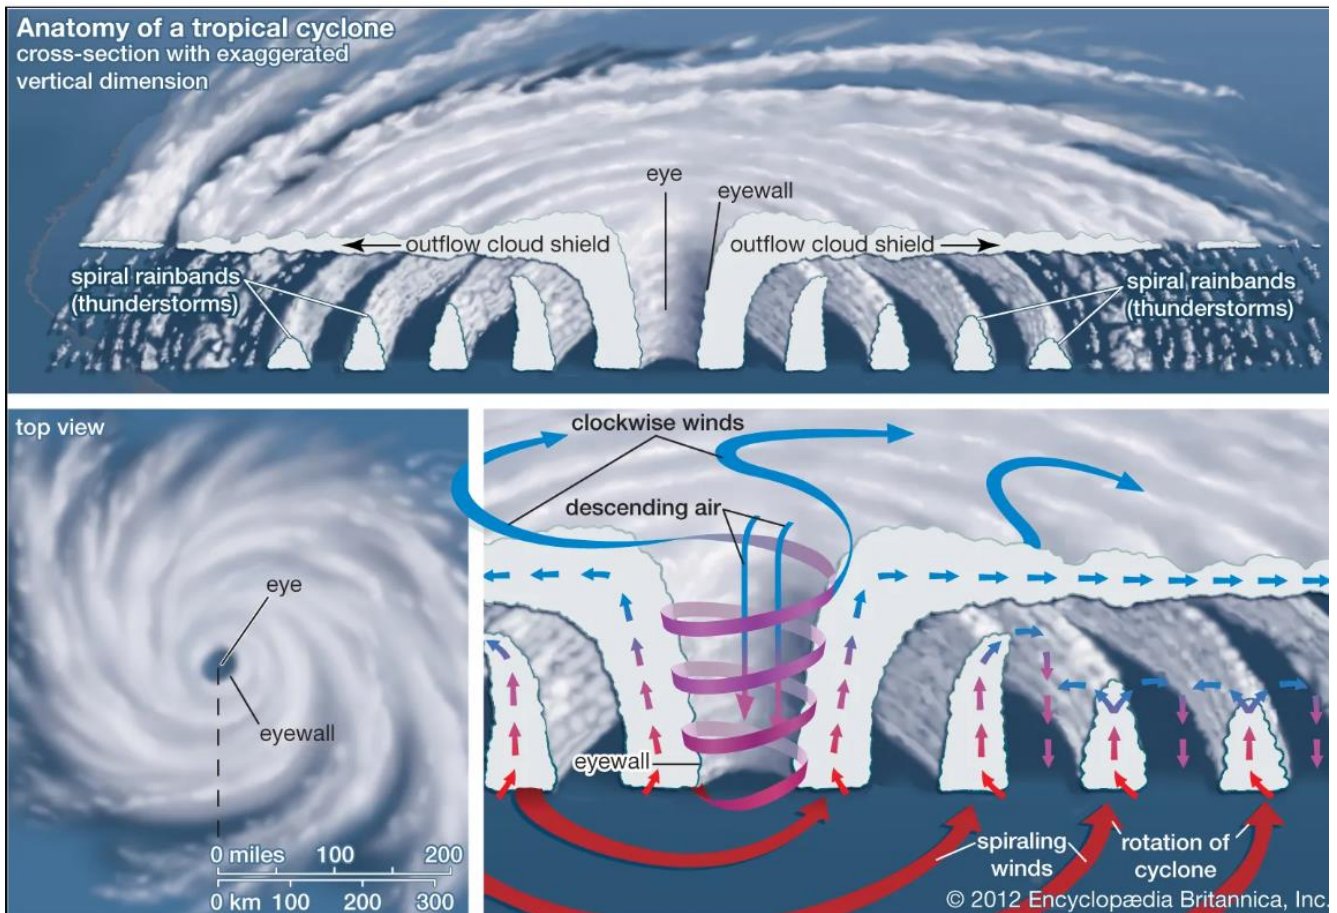 Anatomy of a tropical cyclone
cross-section with exaggerated
vertical dimension
eye
eyewall
outflow cloud shield
outflow cloud shield
spiral rainbands
(thunderstorms)
spiral rainbands
(thunderstorms)
top view
eye
eyewall
0 miles 100 200
0 km 100 200 300
clockwise winds
descending air
eyewall
spiraling
winds
rotation of
cyclone
© 2012 Encyclopædia Britannica, Inc.